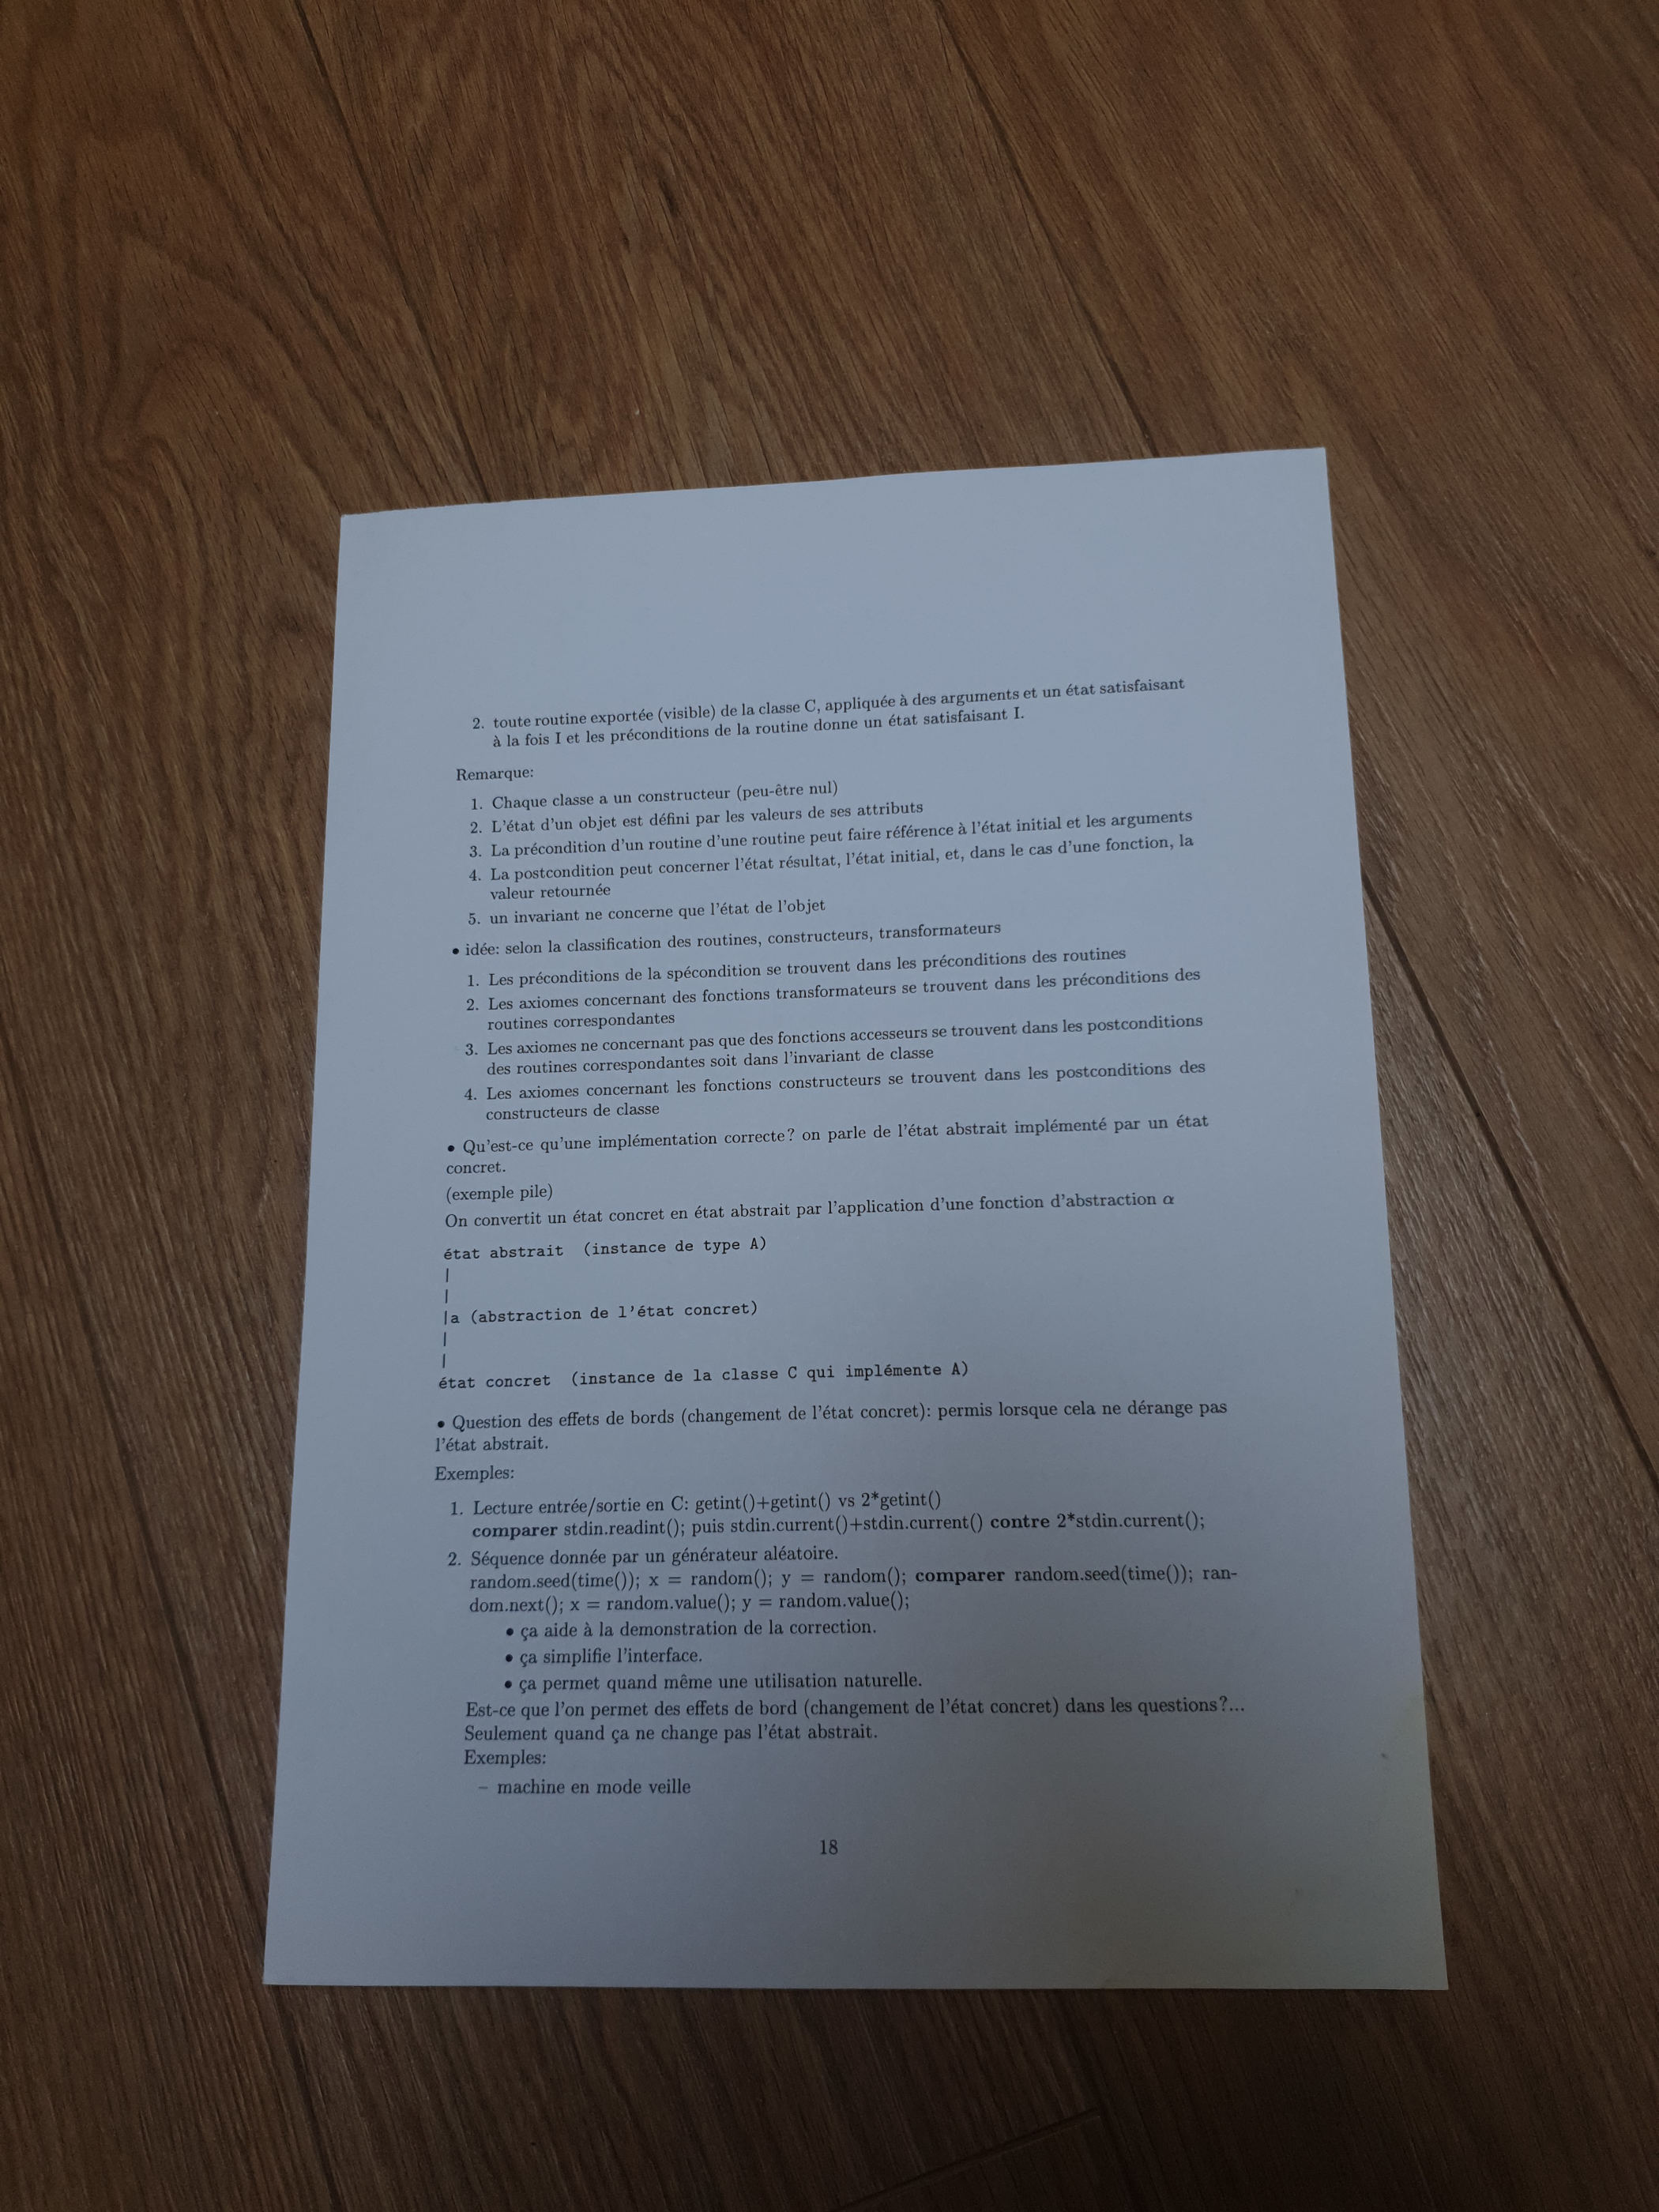 2. toute routine exportée (visible) de la classe C, appliquée à des arguments et un état satisfaisant
à la fois I et les préconditions de la routine donne un état satisfaisant I.
Remarque:
1. Chaque classe a un constructeur (peu-être nul)
2. L'état d'un objet est défini par les valeurs de ses attributs
3. La précondition d'un routine d'une routine peut faire référence à l'état initial et les arguments
4. La postcondition peut concerner l'état résultat, l'état initial, et, dans le cas d'une fonction, la
valeur retournée
5. un invariant ne concerne que l'état de l'objet
• idée: selon la classification des routines, constructeurs, transformateurs
1. Les préconditions de la spécondition se trouvent dans les préconditions des routines
2. Les axiomes concernant des fonctions transformateurs se trouvent dans les préconditions des
routines correspondantes
3. Les axiomes ne concernant pas que des fonctions accesseurs se trouvent dans les postconditions
des routines correspondantes soit dans l'invariant de classe
4. Les axiomes concernant les fonctions constructeurs se trouvent dans les postconditions des
constructeurs de classe
• Qu'est-ce qu'une implémentation correcte? on parle de l'état abstrait implémenté par un état
concret.
(exemple pile)
On convertit un état concret en état abstrait par l'application d'une fonction d'abstraction α
état abstrait (instance de type A)
|
|
|a (abstraction de l'état concret)
|
|
état concret (instance de la classe C qui implémente A)
• Question des effets de bords (changement de l'état concret): permis lorsque cela ne dérange pas
l'état abstrait.
Exemples:
1. Lecture entrée/sortie en C: getint()+getint() vs 2*getint()
comparer stdin.readint(); puis stdin.current()+stdin.current() contre 2*stdin.current();
2. Séquence donnée par un générateur aléatoire.
random.seed(time()); x = random(); y = random(); comparer random.seed(time()); ran-
dom.next(); x = random.value(); y = random.value();
• ça aide à la demonstration de la correction.
• ça simplifie l'interface.
• ça permet quand même une utilisation naturelle.
Est-ce que l'on permet des effets de bord (changement de l'état concret) dans les questions?...
Seulement quand ça ne change pas l'état abstrait.
Exemples:
– machine en mode veille
18